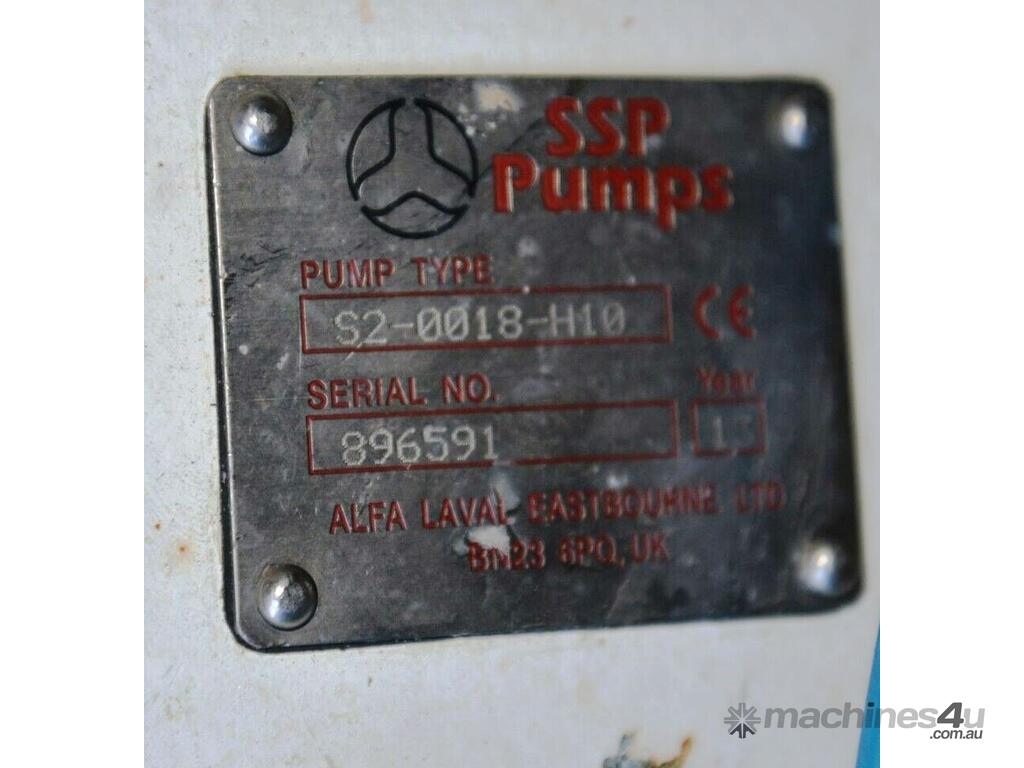 SSP
Pumps
PUMP TYPE
S2-0018-H10 CE
SERIAL NO. Year
896591
ALFA LAVAL EASTBOURNE LTD
BN23 6PQ, UK
machines4u
.com.au